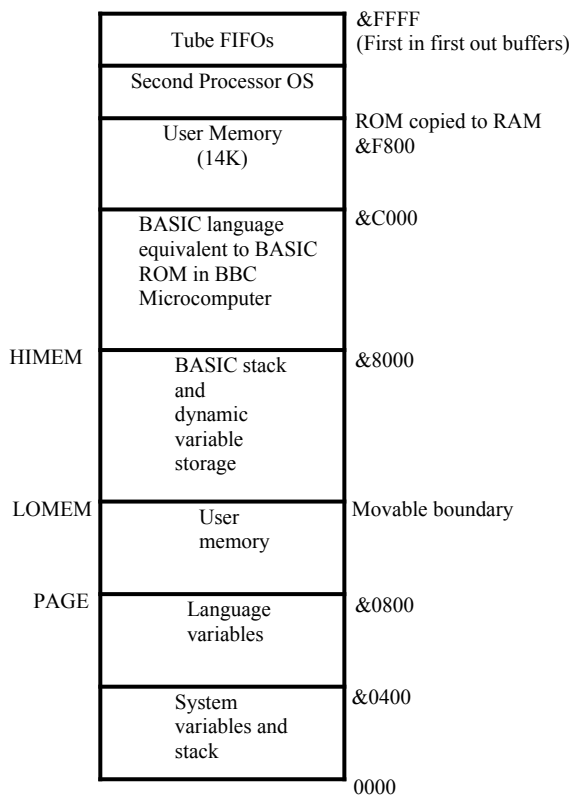 &FFFF
Tube FIFOs
(First in first out buffers)
Second Processor OS
ROM copied to RAM
&F800
User Memory
(14K)
&C000
BASIC language
equivalent to BASIC
ROM in BBC
Microcomputer
HIMEM
&8000
BASIC stack
and
dynamic
variable
storage
LOMEM
Movable boundary
User
memory
PAGE
&0800
Language
variables
&0400
System
variables and
stack
0000